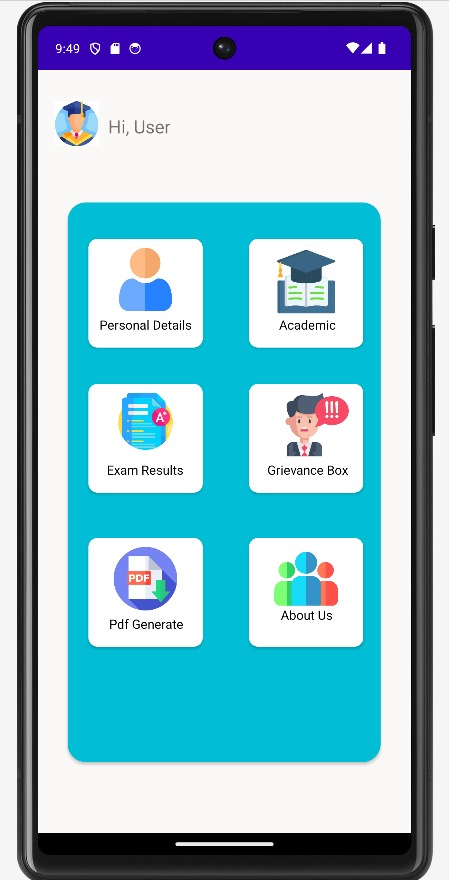 9:49
Hi, User
Personal Details
Academic
A+
!!!
Exam Results
Grievance Box
PDF
Pdf Generate
About Us